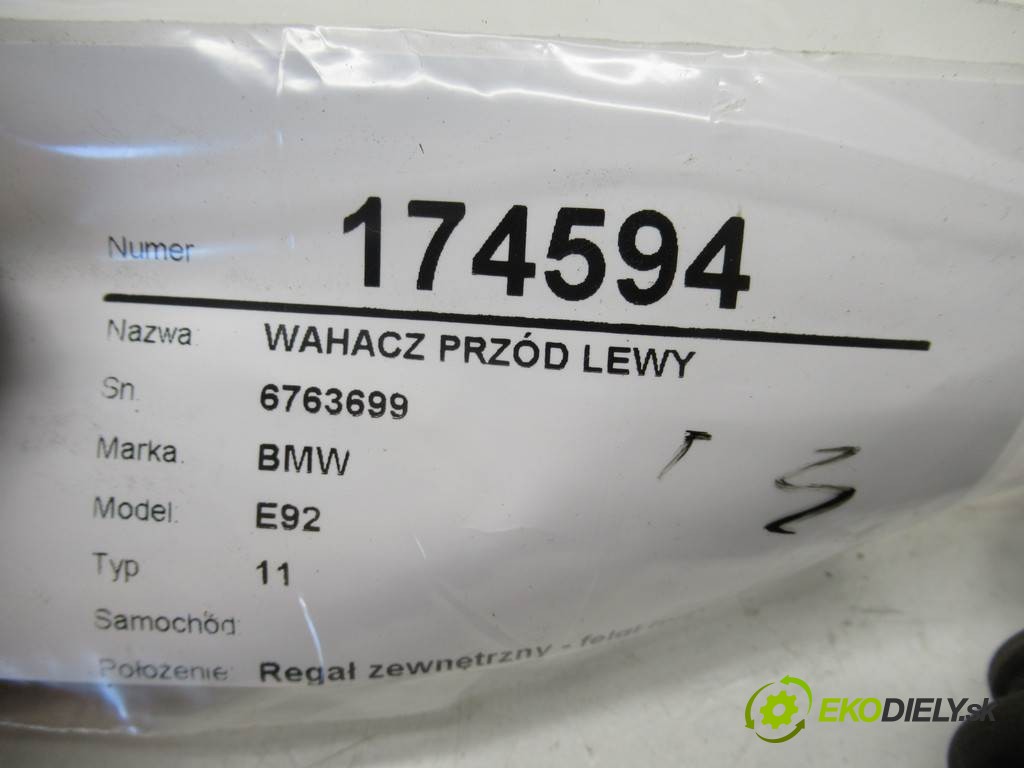 Numer 174594
Nazwa: WAHACZ PRZÓD LEWY
Sn. 6763699
Marka. BMW
Model: E92
Typ 11
Samochód:
Położenie: Regał zewnętrzny -
EKODIELY.sk